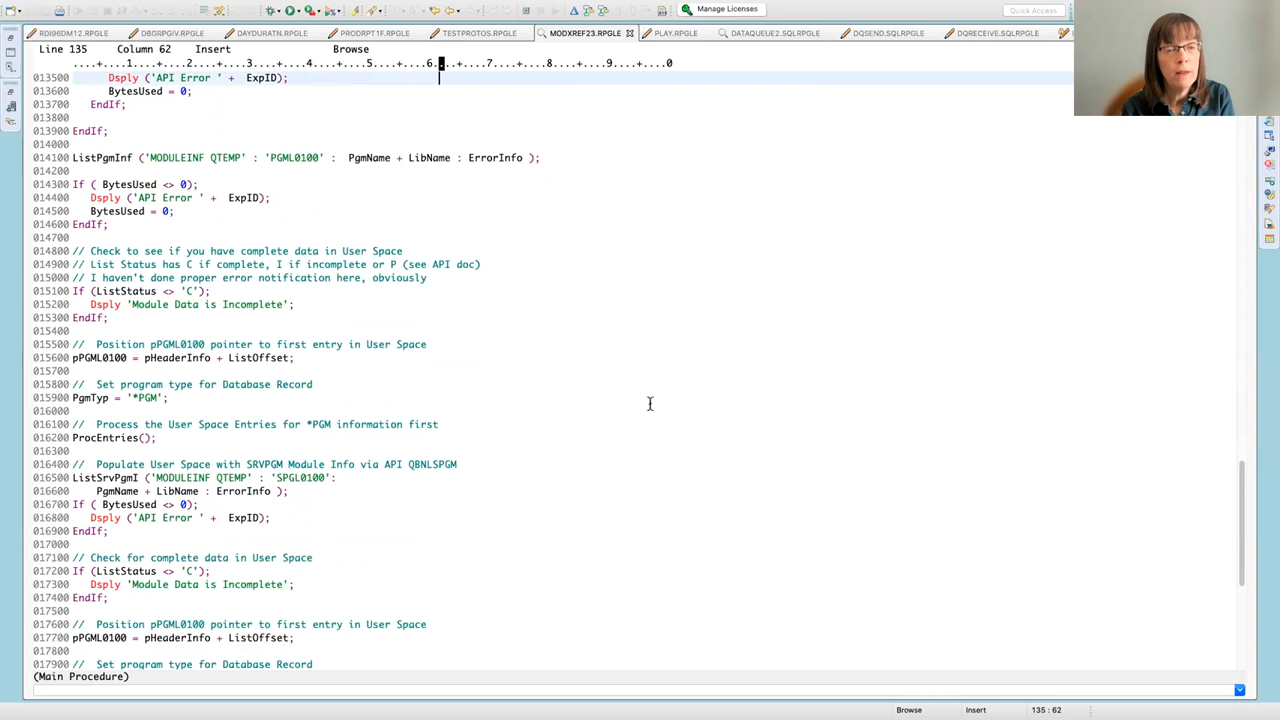 Manage Licenses
Quick Access
RDI96DM12.RPGLE DBGRPGIV.RPGLE DAYDURATN.RPGLE PRODRPT1F.RPGLE TESTPROTOS.RPGLE MODXREF23.RPGLE PLAY.RPGLE DATAQUEUE2.SQLRPGLE DQSEND.SQLRPGLE DQRECEIVE.SQLRPGLE
Line 135 Column 62 Insert Browse
....+....1....+....2....+....3....+....4....+....5....+....6....+....7....+....8....+....9....+....0
013500 Dsply ('API Error ' + ExpID);
013600 BytesUsed = 0;
013700 EndIf;
013800
013900 EndIf;
014000
014100 ListPgmInf ('MODULEINF QTEMP' : 'PGML0100' : PgmName + LibName : ErrorInfo );
014200
014300 If ( BytesUsed <> 0);
014400 Dsply ('API Error ' + ExpID);
014500 BytesUsed = 0;
014600 EndIf;
014700
014800 // Check to see if you have complete data in User Space
014900 // List Status has C if complete, I if incomplete or P (see API doc)
015000 // I haven't done proper error notification here, obviously
015100 If (ListStatus <> 'C');
015200 Dsply 'Module Data is Incomplete';
015300 EndIf;
015400
015500 // Position pPGML0100 pointer to first entry in User Space
015600 pPGML0100 = pHeaderInfo + ListOffset;
015700
015800 // Set program type for Database Record
015900 PgmTyp = '*PGM';
016000
016100 // Process the User Space Entries for *PGM information first
016200 ProcEntries();
016300
016400 // Populate User Space with SRVPGM Module Info via API QBNLSPGM
016500 ListSrvPgmI ('MODULEINF QTEMP' : 'SPGL0100':
016600 PgmName + LibName : ErrorInfo );
016700 If ( BytesUsed <> 0);
016800 Dsply ('API Error ' + ExpID);
016900 EndIf;
017000
017100 // Check for complete data in User Space
017200 If (ListStatus <> 'C');
017300 Dsply 'Module Data is Incomplete';
017400 EndIf;
017500
017600 // Position pPGML0100 pointer to first entry in User Space
017700 pPGML0100 = pHeaderInfo + ListOffset;
017800
017900 // Set program type for Database Record
(Main Procedure)
Browse Insert 135 : 62